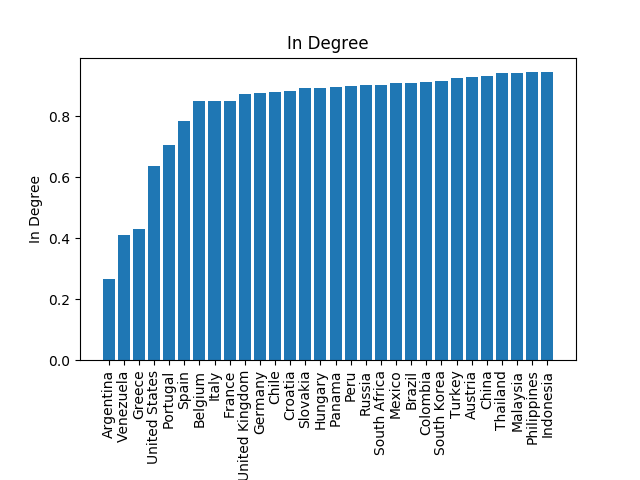 In Degree
In Degree
0.8
0.6
0.4
0.2
0.0
Argentina
Venezuela
Greece
United States
Portugal
Spain
Belgium
Italy
France
United Kingdom
Germany
Chile
Croatia
Slovakia
Hungary
Panama
Peru
Russia
South Africa
Mexico
Brazil
Colombia
South Korea
Turkey
Austria
China
Thailand
Malaysia
Philippines
Indonesia